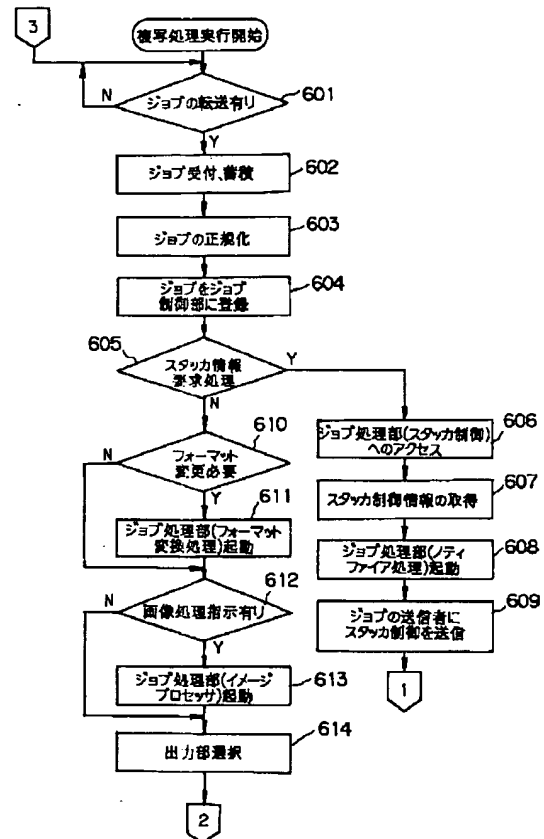 3
複写処理実行開始
N
ジョブの転送有り
601
Y
ジョブ受付、蓄積
602
ジョブの正規化
603
ジョブをジョブ
制御部に登録
604
605
スタッカ情報
要求処理
Y
N
ジョブ処理部(スタッカ制御)
へのアクセス
606
スタッカ制御情報の取得
607
ジョブ処理部(ノティ
ファイア処理)起動
608
ジョブの送信者に
スタッカ制御を送信
609
1
N
フォーマット
変更必要
610
Y
ジョブ処理部(フォーマット
変換処理)起動
611
N
画像処理指示有り
612
Y
ジョブ処理部(イメージ
プロセッサ)起動
613
出力部選択
614
2